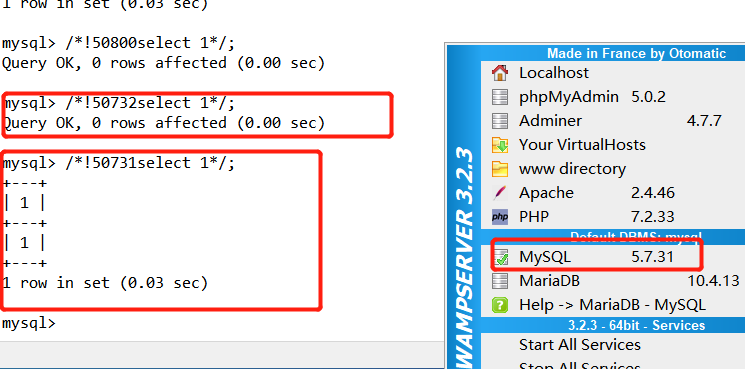 1 row in set (0.03 sec)
mysql> /*!50800select 1*/;
Query OK, 0 rows affected (0.00 sec)
mysql> /*!50732select 1*/;
Query OK, 0 rows affected (0.00 sec)
mysql> /*!50731select 1*/;
+---+
| 1 |
+---+
| 1 |
+---+
1 row in set (0.03 sec)
mysql>
WAMPSERVER 3.2.3
Made in France by Otomatic
Localhost
phpMyAdmin 5.0.2
Adminer 4.7.7
Your VirtualHosts
www directory
Apache 2.4.46
php PHP 7.2.33
Default DBMS: mysql
MySQL 5.7.31
MariaDB 10.4.13
? Help -> MariaDB - MySQL
3.2.3 - 64bit - Services
Start All Services
Stop All Services